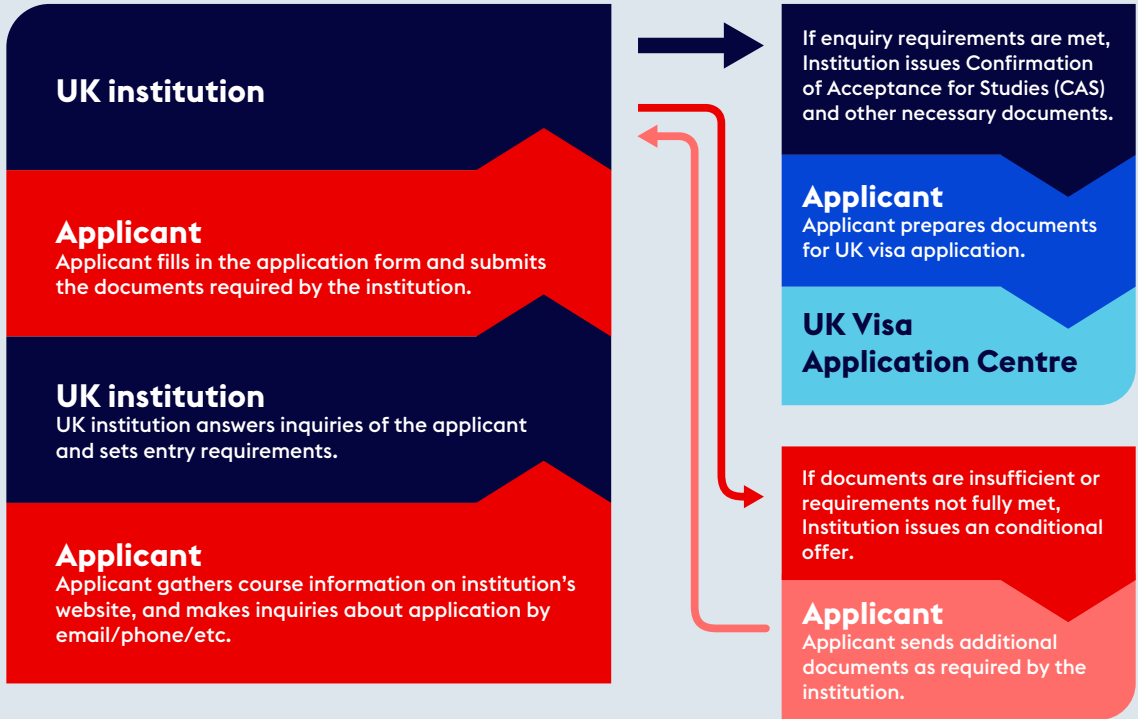 UK institution
Applicant
Applicant fills in the application form and submits
the documents required by the institution.
UK institution
UK institution answers inquiries of the applicant
and sets entry requirements.
Applicant
Applicant gathers course information on institution's
website, and makes inquiries about application by
email/phone/etc.
If enquiry requirements are met,
Institution issues Confirmation
of Acceptance for Studies (CAS)
and other necessary documents.
Applicant
Applicant prepares documents
for UK visa application.
UK Visa
Application Centre
If documents are insufficient or
requirements not fully met,
Institution issues an conditional
offer.
Applicant
Applicant sends additional
documents as required by the
institution.